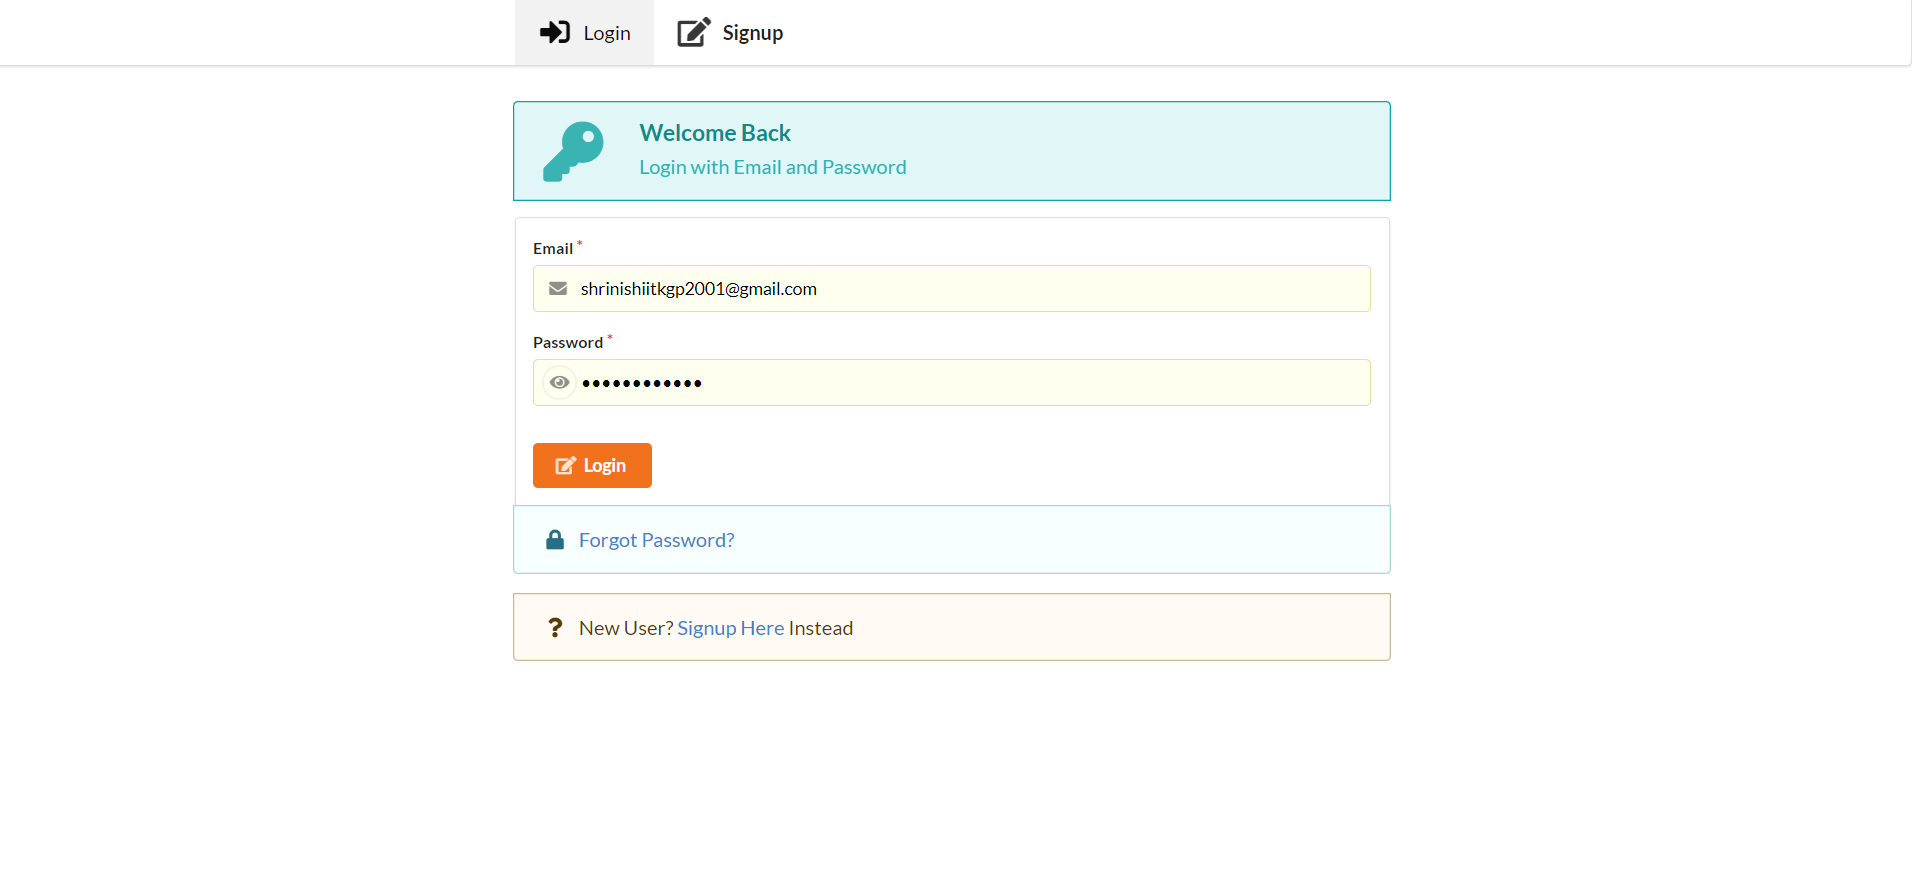 Login Signup
Welcome Back
Login with Email and Password
Email *
shrinishiitkgp2001@gmail.com
Password *
••••••••••••
Login
Forgot Password?
? New User? Signup Here Instead